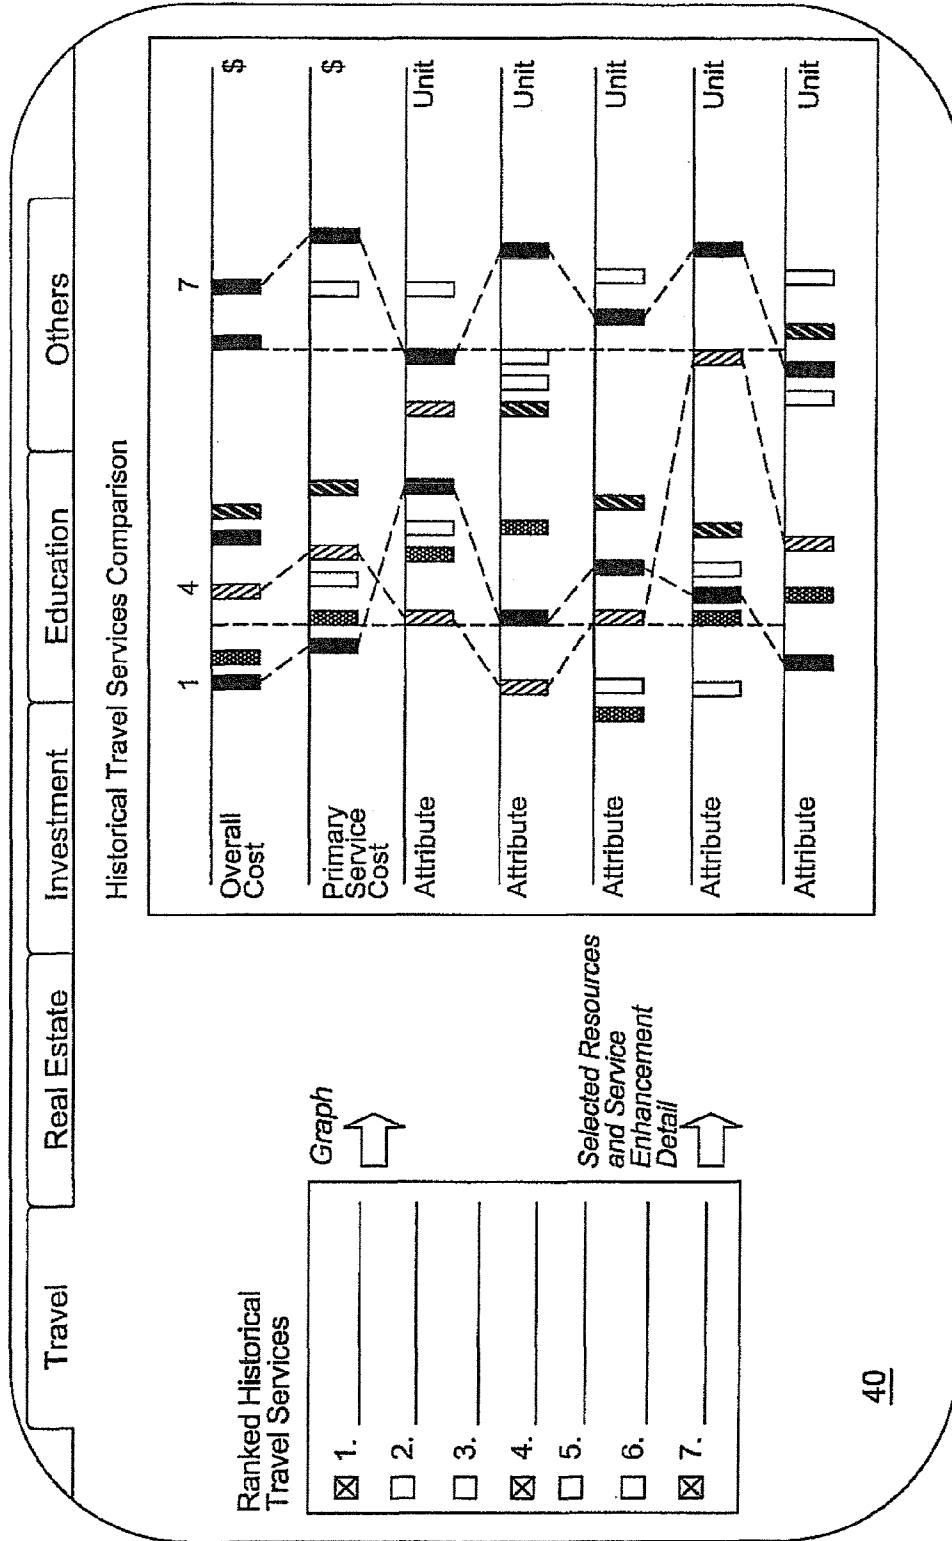 Travel
Real Estate
Investment
Education
Others
Ranked Historical
Travel Services
1.
2.
3.
4.
5.
6.
7.
Graph
Selected Resources
and Service
Enhancement
Detail
Historical Travel Services Comparison
1
4
7
Overall
Cost
$
Primary
Service
Cost
$
Attribute
Unit
Attribute
Unit
Attribute
Unit
Attribute
Unit
Attribute
Unit
40